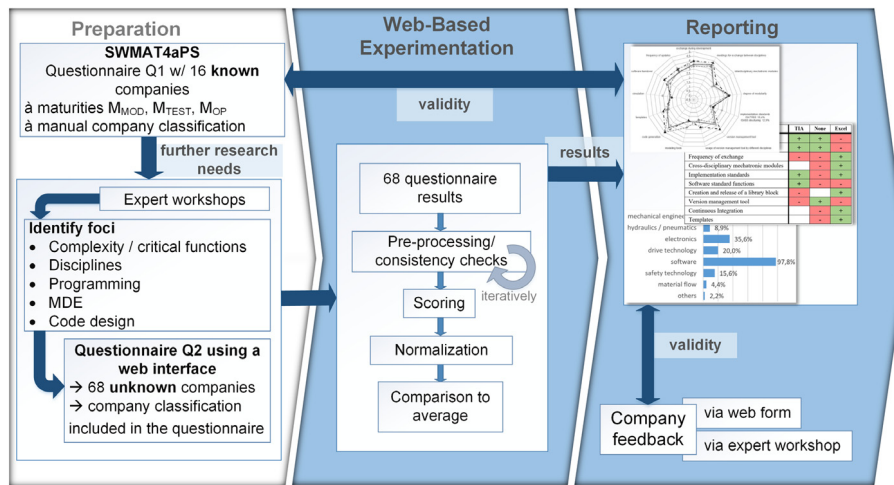 Preparation
SWMAT4aPS
Questionnaire Q1 w/ 16 known
companies
à maturities MMOD, MTEST, MOP
à manual company classification
further research
needs
Expert workshops
Identify foci
• Complexity / critical functions
• Disciplines
• Programming
• MDE
• Code design
Questionnaire Q2 using a
web interface
→ 68 unknown companies
→ company classification
included in the questionnaire
Web-Based
Experimentation
validity
68 questionnaire
results
Pre-processing/
consistency checks
iteratively
Scoring
Normalization
Comparison to
average
results
Reporting
TIA None Excel
+ + -
+ + -
Frequency of exchange - - +
Cross-disciplinary mechatronic modules - +
Implementation standards + - +
Software standard functions + - -
Creation and release of a library block - +
Version management tool - + -
Continuous Integration - +
Templates - +
mechanical enginee
hydraulics / pneumatics 8,9%
electronics 35,6%
drive technology 20,0%
software 97,8%
safety technology 15,6%
material flow 4,4%
others 2,2%
validity
Company
feedback
via web form
via expert workshop